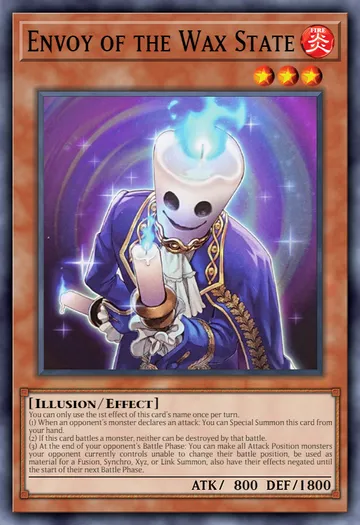 Envoy of the Wax State
FIRE
炎
[Illusion/Effect]
You can only use the 1st effect of this card's name once per turn.
(1) When an opponent's monster declares an attack: You can Special Summon this card from
your hand.
(2) If this card battles a monster, neither can be destroyed by that battle.
(3) At the end of your opponent's Battle Phase: You can make all Attack Position monsters
your opponent currently controls unable to change their battle position, be used as
material for a Fusion, Synchro, Xyz, or Link Summon, also have their effects negated until
the start of their next Battle Phase.
ATK/ 800 DEF/1800